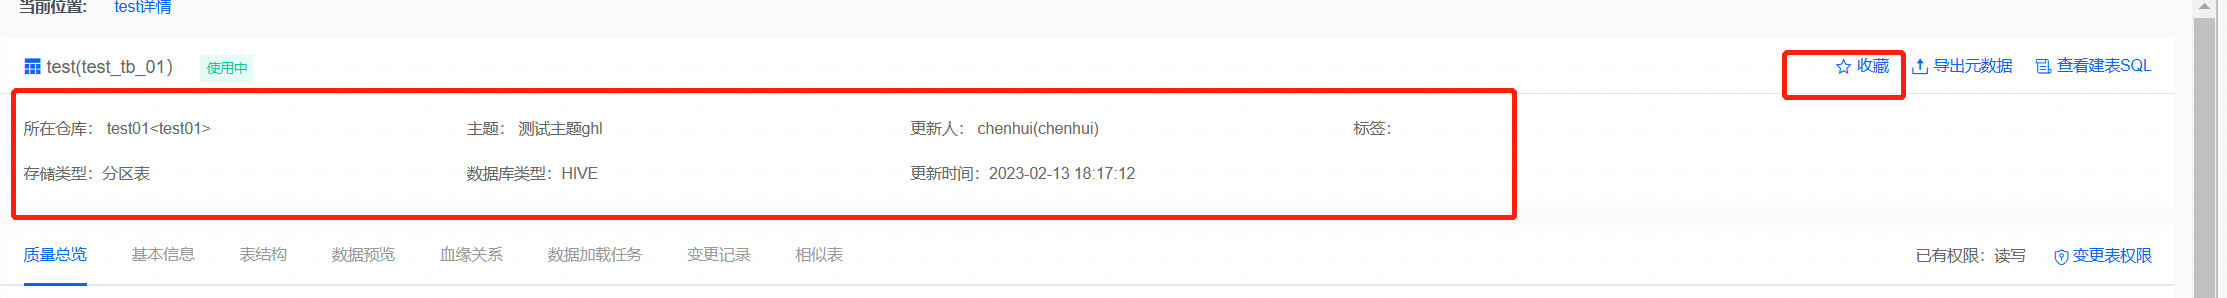 当前位置： test详情
test(test_tb_01) 使用中 收藏 导出元数据 查看建表SQL
所在仓库： test01<test01> 主题： 测试主题ghl 更新人： chenhui(chenhui) 标签：
存储类型：分区表 数据库类型：HIVE 更新时间：2023-02-13 18:17:12
质量总览 基本信息 表结构 数据预览 血缘关系 数据加载任务 变更记录 相似表 已有权限：读写 变更表权限